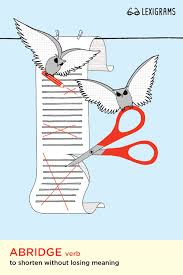 LEXIGRAMS
ABRIDGE verb
to shorten without losing meaning